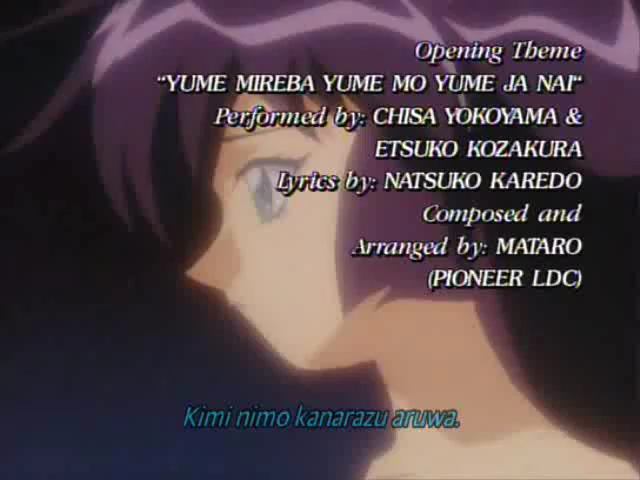 Opening Theme
"YUME MIREBA YUME MO YUME JA NAI"
Performed by: CHISA YOKOYAMA &
ETSUKO KOZAKURA
Lyrics by: NATSUKO KAREDO
Composed and
Arranged by: MATARO
(PIONEER LDC)
Kimi nimo kanarazu aruwa.